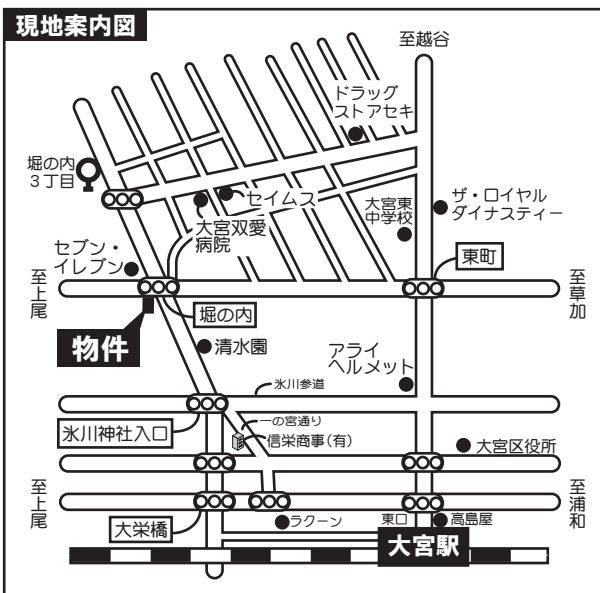 現地案内図
至越谷
ドラッグ
ストアセキ
堀の内
3丁目
セイムス
大宮双愛
病院
大宮東
中学校
ザ・ロイヤル
ダイナスティー
セブン・
イレブン
東町
至上尾
至草加
堀の内
物件
清水園
アライ
ヘルメット
氷川参道
氷川神社入口
一の宮通り
信栄商事(有)
大宮区役所
至上尾
至浦和
大栄橋
ラクーン
東口
高島屋
大宮駅